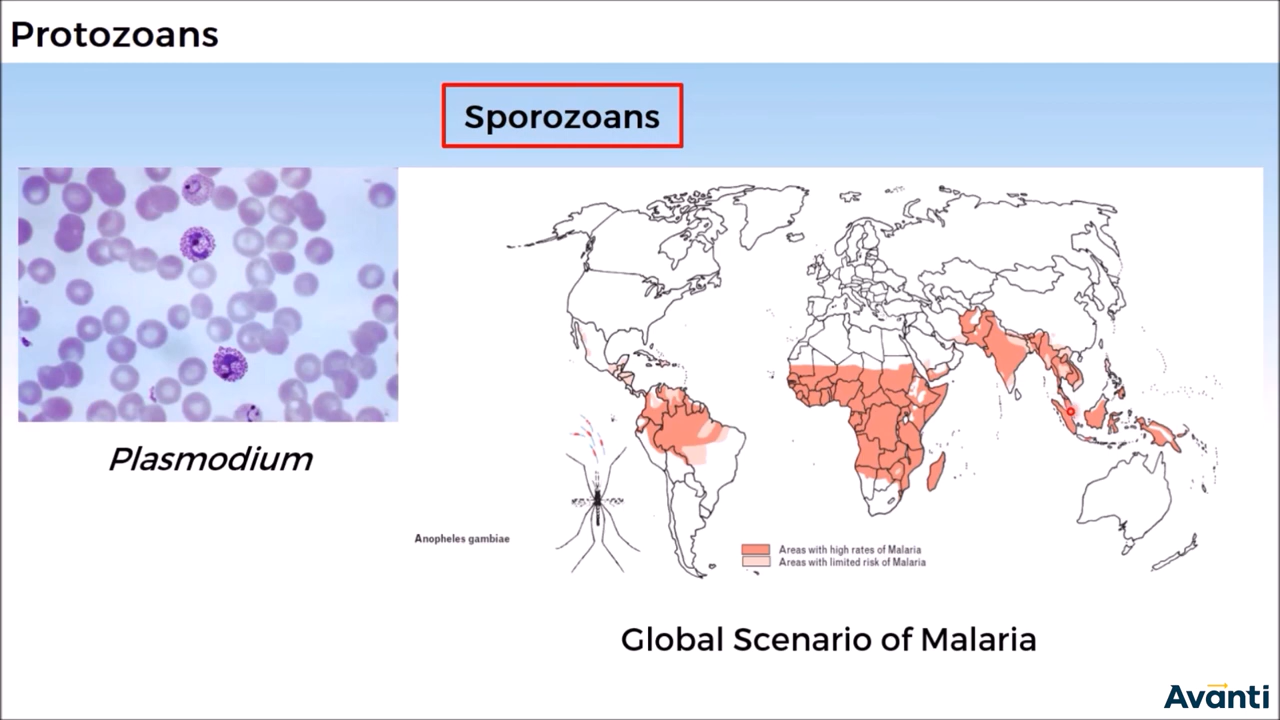 Protozoans
Sporozoans
Plasmodium
Anopheles gambiae
Areas with high rates of Malaria
Areas with limited risk of Malaria
Global Scenario of Malaria
Avanti